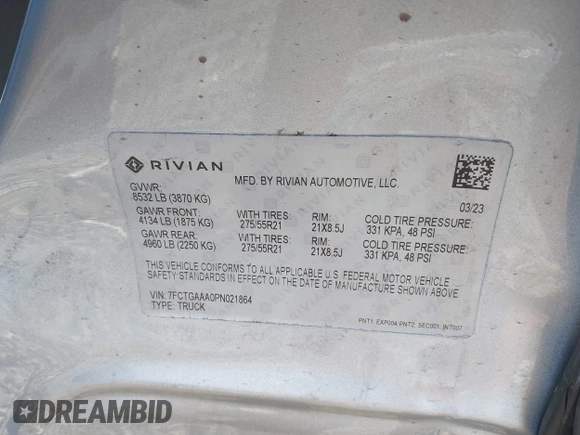 RIVIAN
MFD. BY RIVIAN AUTOMOTIVE, LLC.
GVWR:
8532 LB (3870 KG)
03/23
GAWR FRONT: WITH TIRES: RIM: COLD TIRE PRESSURE:
4134 LB (1875 KG) 275/55R21 21X8.5J 331 KPA, 48 PSI
GAWR REAR: WITH TIRES: RIM: COLD TIRE PRESSURE:
4960 LB (2250 KG) 275/55R21 21X8.5J 331 KPA, 48 PSI
THIS VEHICLE CONFORMS TO ALL APPLICABLE U.S. FEDERAL MOTOR VEHICLE
SAFETY STANDARDS IN EFFECT ON THE DATE OF MANUFACTURE SHOWN ABOVE.
VIN: 7FCTGAAA0PN021864
TYPE: TRUCK
PNT1: EXP004 PNT2: SEC001 INT007
DREAMBID